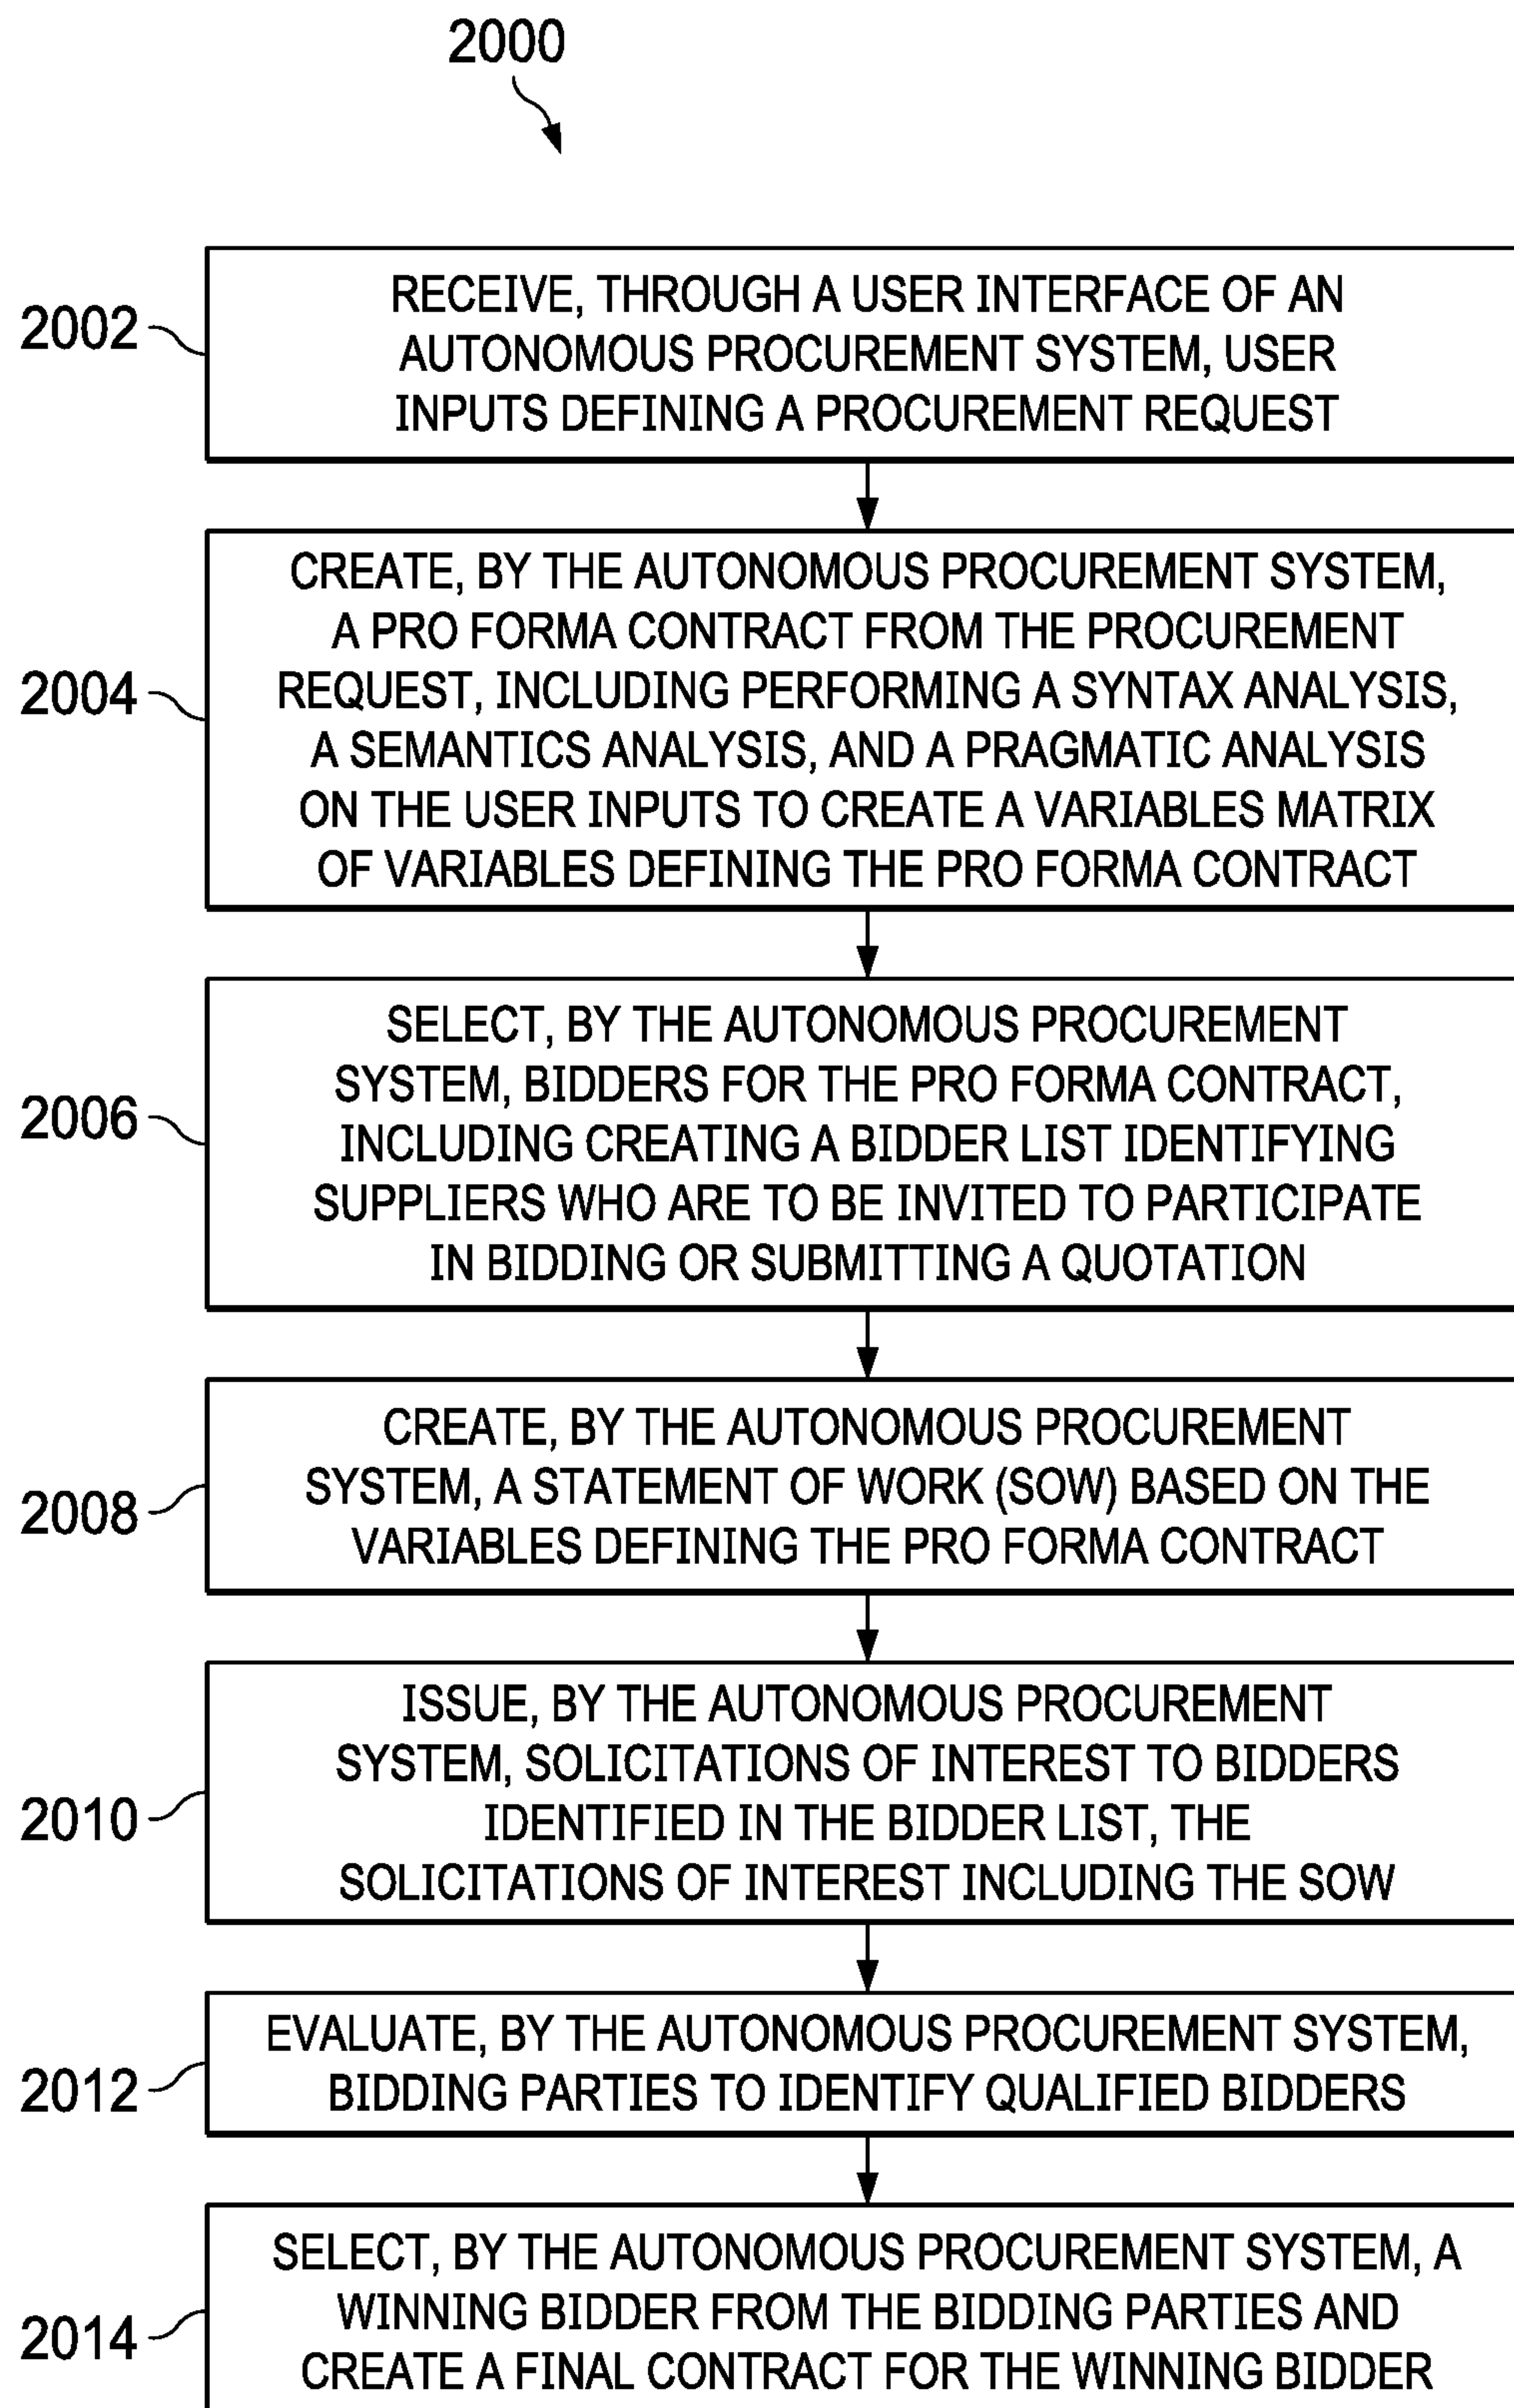 2000
2002
RECEIVE, THROUGH A USER INTERFACE OF AN
AUTONOMOUS PROCUREMENT SYSTEM, USER
INPUTS DEFINING A PROCUREMENT REQUEST
2004
CREATE, BY THE AUTONOMOUS PROCUREMENT SYSTEM,
A PRO FORMA CONTRACT FROM THE PROCUREMENT
REQUEST, INCLUDING PERFORMING A SYNTAX ANALYSIS,
A SEMANTICS ANALYSIS, AND A PRAGMATIC ANALYSIS
ON THE USER INPUTS TO CREATE A VARIABLES MATRIX
OF VARIABLES DEFINING THE PRO FORMA CONTRACT
2006
SELECT, BY THE AUTONOMOUS PROCUREMENT
SYSTEM, BIDDERS FOR THE PRO FORMA CONTRACT,
INCLUDING CREATING A BIDDER LIST IDENTIFYING
SUPPLIERS WHO ARE TO BE INVITED TO PARTICIPATE
IN BIDDING OR SUBMITTING A QUOTATION
2008
CREATE, BY THE AUTONOMOUS PROCUREMENT
SYSTEM, A STATEMENT OF WORK (SOW) BASED ON THE
VARIABLES DEFINING THE PRO FORMA CONTRACT
2010
ISSUE, BY THE AUTONOMOUS PROCUREMENT
SYSTEM, SOLICITATIONS OF INTEREST TO BIDDERS
IDENTIFIED IN THE BIDDER LIST, THE
SOLICITATIONS OF INTEREST INCLUDING THE SOW
2012
EVALUATE, BY THE AUTONOMOUS PROCUREMENT SYSTEM,
BIDDING PARTIES TO IDENTIFY QUALIFIED BIDDERS
2014
SELECT, BY THE AUTONOMOUS PROCUREMENT SYSTEM, A
WINNING BIDDER FROM THE BIDDING PARTIES AND
CREATE A FINAL CONTRACT FOR THE WINNING BIDDER